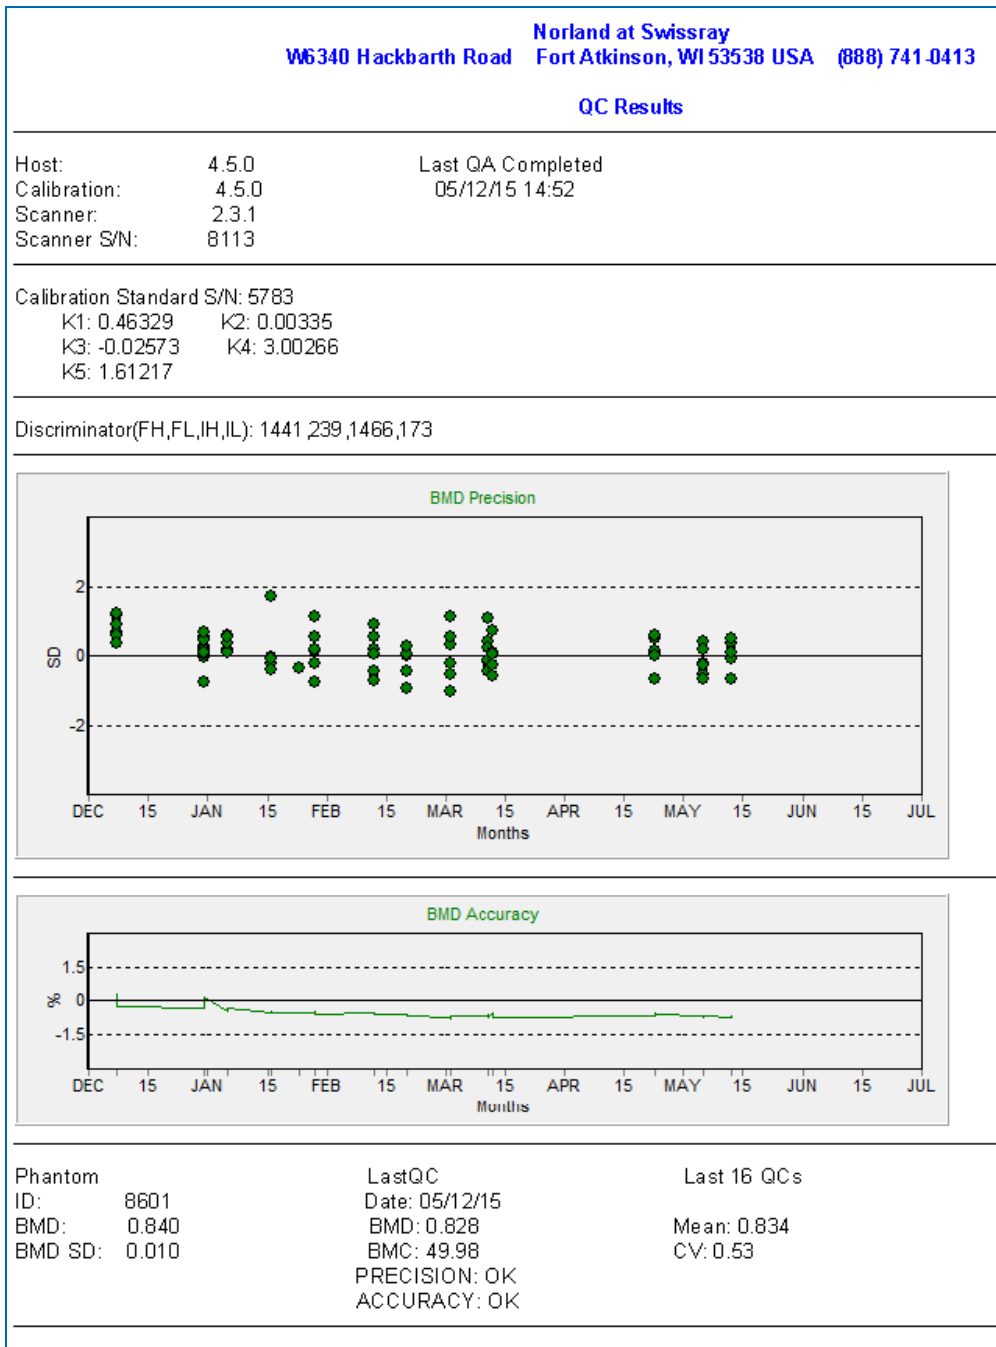 Norland at Swissray
W6340 Hackbarth Road Fort Atkinson, WI 53538 USA (888) 741-0413
QC Results
Host: 4.5.0 Last QA Completed
Calibration: 4.5.0 05/12/15 14:52
Scanner: 2.3.1
Scanner S/N: 8113
Calibration Standard S/N: 5783
K1: 0.46329 K2: 0.00335
K3: -0.02573 K4: 3.00266
K5: 1.61217
Discriminator(FH,FL,IH,IL): 1441,239,1466,173
BMD Precision
2
SD 0
-2
DEC 15 JAN 15 FEB 15 MAR 15 APR 15 MAY 15 JUN 15 JUL
Months
BMD Accuracy
1.5
% 0
-1.5
DEC 15 JAN 15 FEB 15 MAR 15 APR 15 MAY 15 JUN 15 JUL
Months
Phantom LastQC Last 16 QCs
ID: 8601 Date: 05/12/15
BMD: 0.840 BMD: 0.828 Mean: 0.834
BMD SD: 0.010 BMC: 49.98 CV: 0.53
PRECISION: OK
ACCURACY: OK